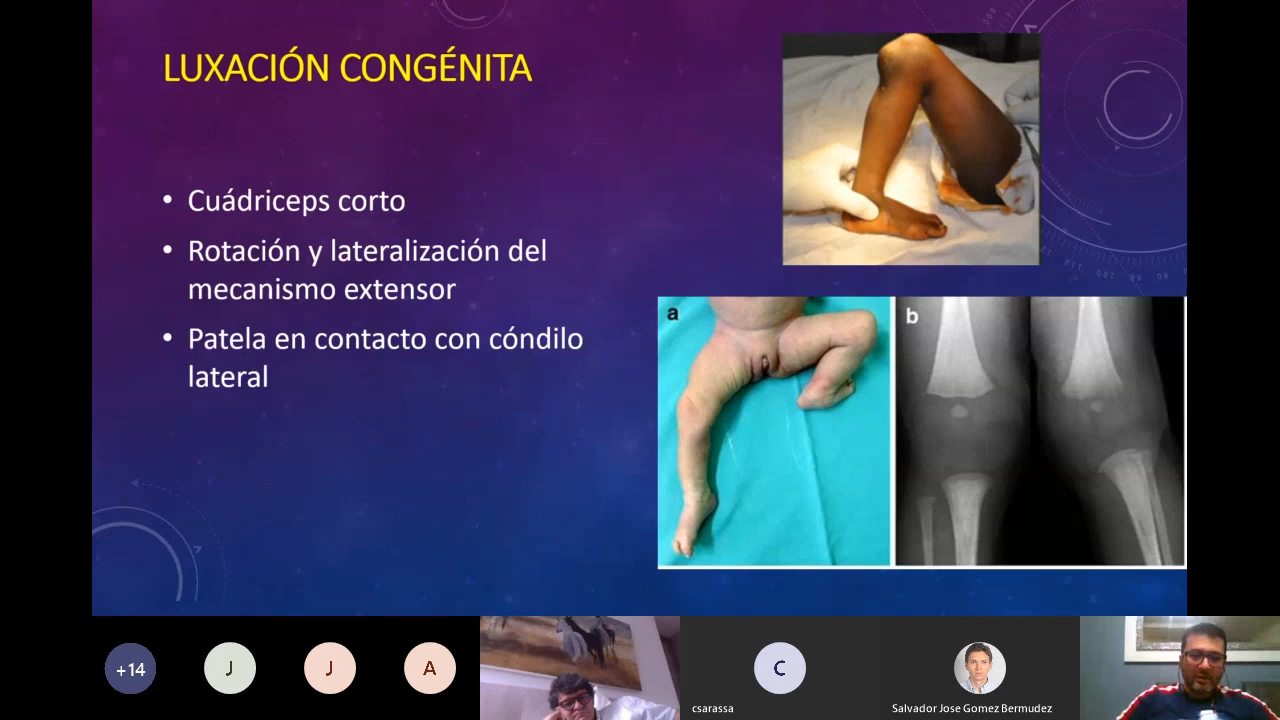 LUXACIÓN CONGÉNITA
• Cuádriceps corto
• Rotación y lateralización del
mecanismo extensor
• Patela en contacto con cóndilo
lateral
a
b
+14
J
J
A
C
csarassa
Salvador Jose Gomez Bermudez